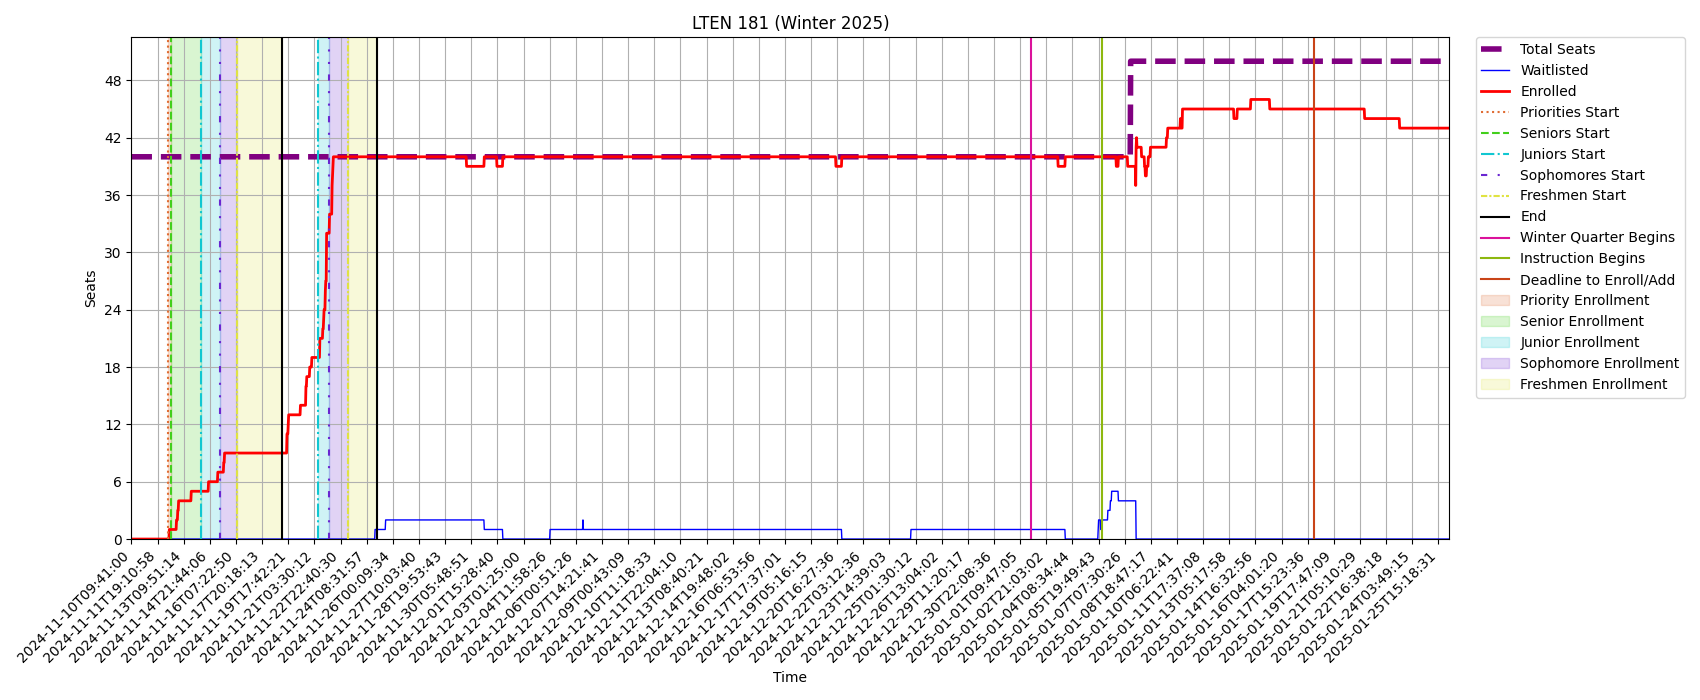 LTEN 181 (Winter 2025)
Seats
48
42
36
30
24
18
12
6
0
2024-11-10T09:41:00
2024-11-11T19:10:58
2024-11-13T09:51:14
2024-11-14T21:44:06
2024-11-16T07:22:50
2024-11-17T20:18:13
2024-11-19T17:42:21
2024-11-21T03:30:12
2024-11-22T22:40:30
2024-11-24T08:31:57
2024-11-26T00:09:34
2024-11-27T11:03:40
2024-11-28T19:53:43
2024-11-30T05:48:51
2024-12-01T15:28:40
2024-12-03T01:25:00
2024-12-04T11:58:26
2024-12-06T00:51:26
2024-12-07T14:21:41
2024-12-09T00:43:09
2024-12-10T11:18:33
2024-12-11T22:04:10
2024-12-13T08:40:21
2024-12-14T19:48:02
2024-12-16T06:53:56
2024-12-17T17:37:01
2024-12-19T05:16:15
2024-12-20T16:27:36
2024-12-22T03:12:36
2024-12-23T14:39:03
2024-12-25T01:30:12
2024-12-26T13:04:02
2024-12-29T11:20:17
2024-12-30T22:08:36
2025-01-01T09:47:05
2025-01-02T21:03:02
2025-01-04T08:34:44
2025-01-05T19:49:43
2025-01-07T07:30:26
2025-01-08T18:47:17
2025-01-10T06:22:41
2025-01-11T17:37:08
2025-01-13T05:17:58
2025-01-14T16:32:56
2025-01-16T04:01:20
2025-01-17T15:23:36
2025-01-19T17:47:09
2025-01-21T05:10:29
2025-01-22T16:38:18
2025-01-24T03:49:15
2025-01-25T15:18:31
Time
Total Seats
Waitlisted
Enrolled
Priorities Start
Seniors Start
Juniors Start
Sophomores Start
Freshmen Start
End
Winter Quarter Begins
Instruction Begins
Deadline to Enroll/Add
Priority Enrollment
Senior Enrollment
Junior Enrollment
Sophomore Enrollment
Freshmen Enrollment